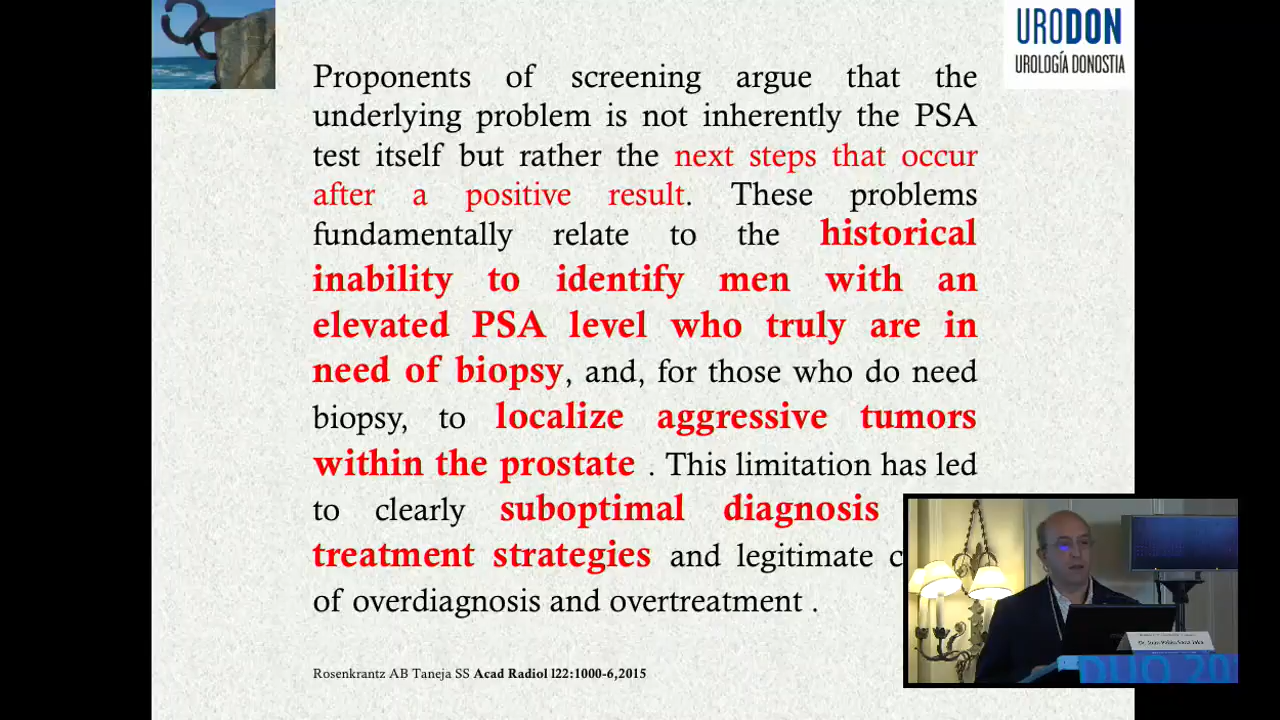 URODON
UROLOGÍA DONOSTIA
Proponents of screening argue that the
underlying problem is not inherently the PSA
test itself but rather the next steps that occur
after a positive result. These problems
fundamentally relate to the historical
inability to identify men with an
elevated PSA level who truly are in
need of biopsy, and, for those who do need
biopsy, to localize aggressive tumors
within the prostate . This limitation has led
to clearly suboptimal diagnosis
treatment strategies and legitimate
of overdiagnosis and overtreatment .
Rosenkrantz AB Taneja SS Acad Radiol l22:1000-6,2015
DUO 20